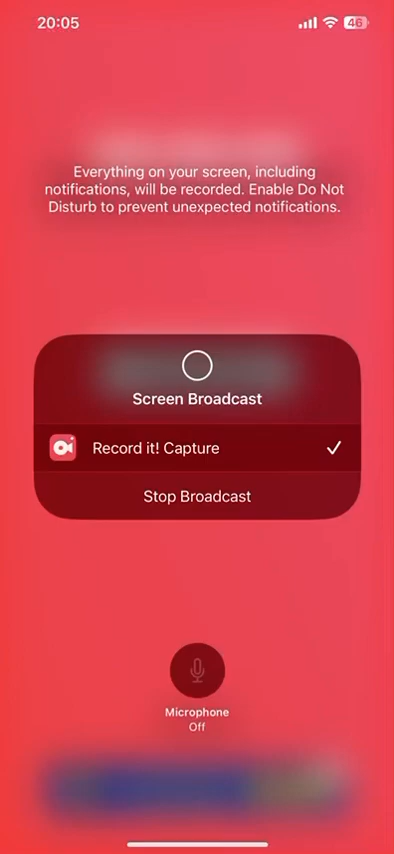 20:05
46
Everything on your screen, including
notifications, will be recorded. Enable Do Not
Disturb to prevent unexpected notifications.
Screen Broadcast
Record it! Capture
Stop Broadcast
Microphone
Off